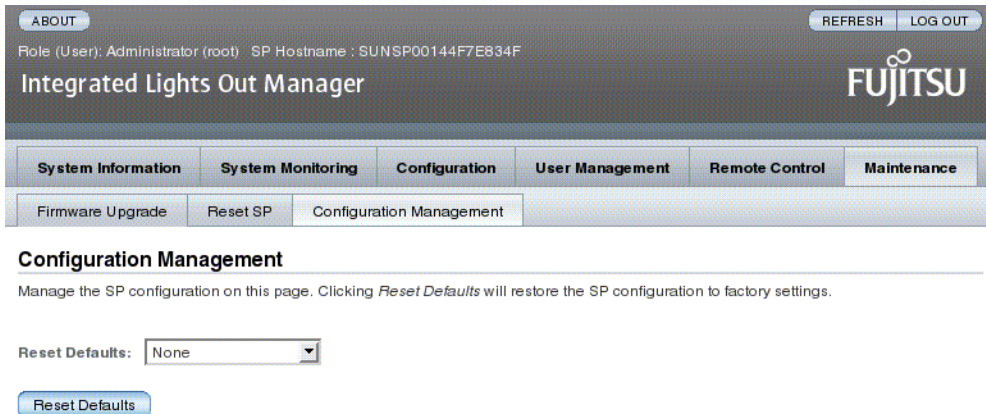 ABOUT
REFRESH LOG OUT
Role (User): Administrator (root) SP Hostname : SUNSP00144F7E834F
Integrated Lights Out Manager
FUJITSU
System Information System Monitoring Configuration User Management Remote Control Maintenance
Firmware Upgrade Reset SP Configuration Management
Configuration Management
Manage the SP configuration on this page. Clicking Reset Defaults will restore the SP configuration to factory settings.
Reset Defaults: None
Reset Defaults